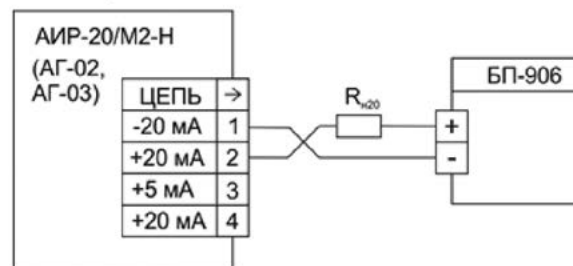 АИР-20/М2-Н
(АГ-02,
АГ-03)
ЦЕПЬ →
-20 мА 1
+20 мА 2
+5 мА 3
+20 мА 4
Rн20
БП-906
+
-